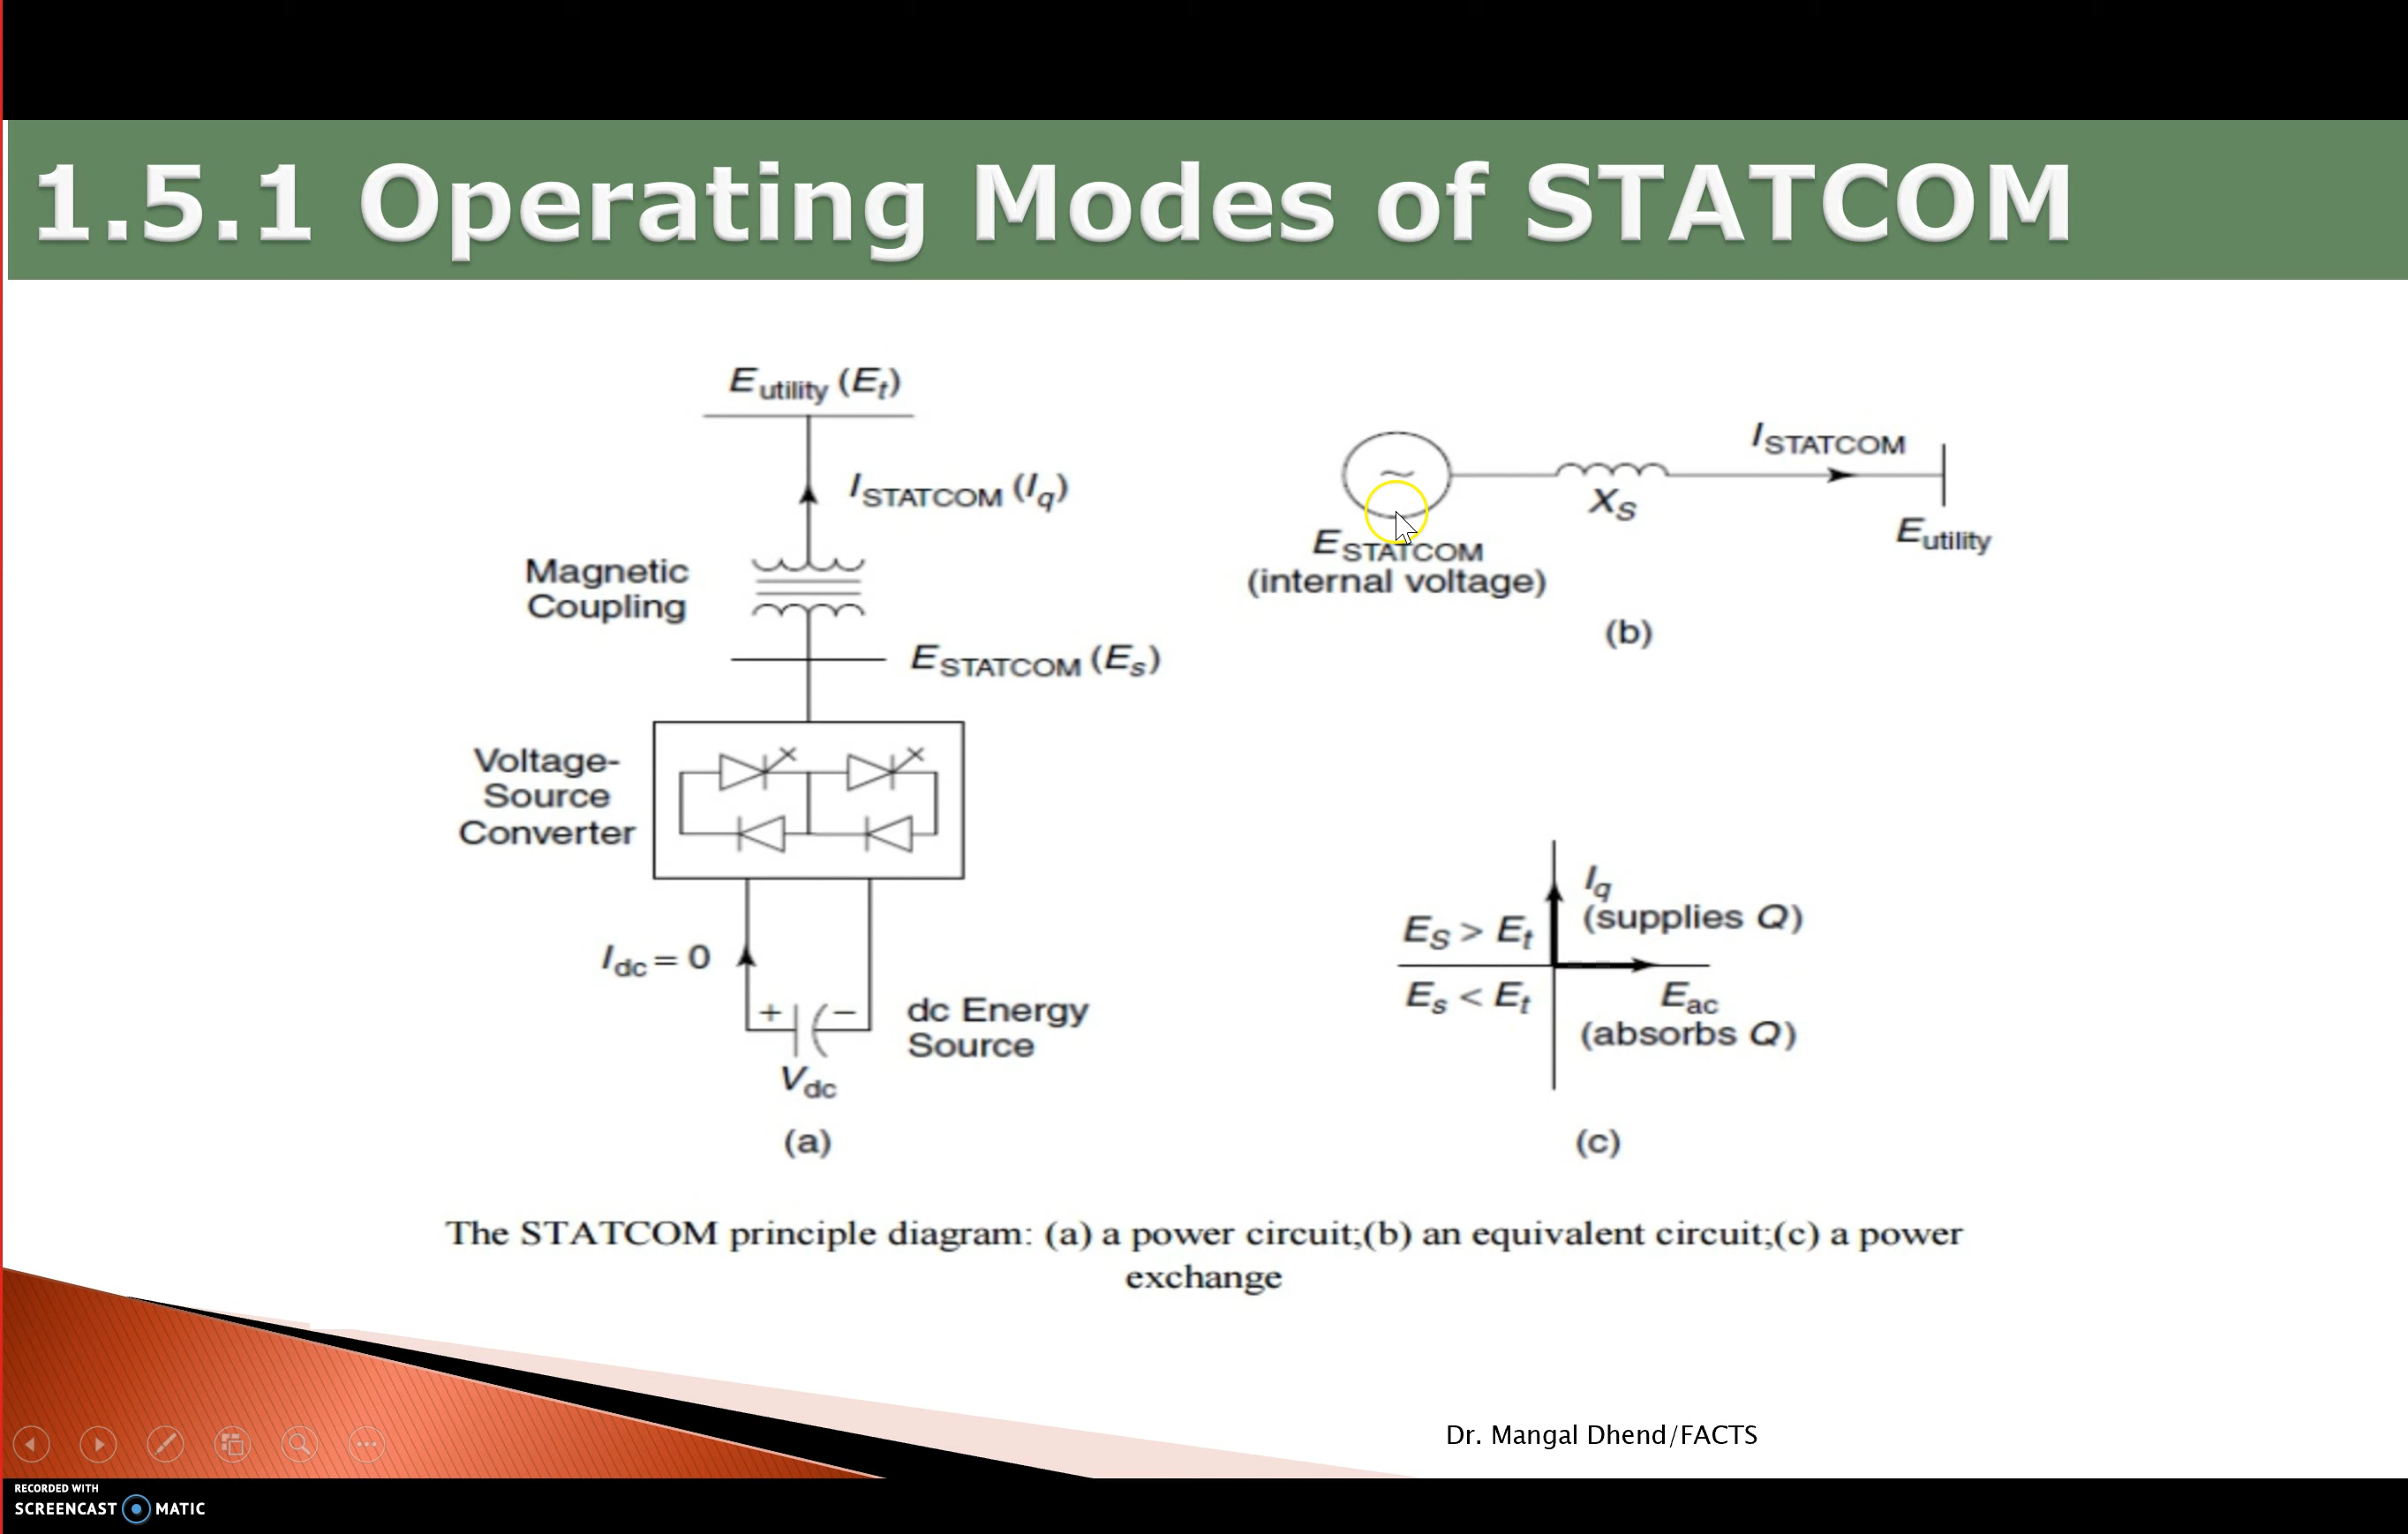 1.5.1 Operating Modes of STATCOM
E utility (Et)
I STATCOM (Iq)
Magnetic
Coupling
E STATCOM (Es)
Voltage-
Source
Converter
Idc = 0
+ −
dc Energy
Source
Vdc
(a)
~
I STATCOM
XS
E utility
E STATCOM
(internal voltage)
(b)
Iq
(supplies Q)
ES > Et
Es < Et
Eac
(absorbs Q)
(c)
The STATCOM principle diagram: (a) a power circuit;(b) an equivalent circuit;(c) a power
exchange
Dr. Mangal Dhend/FACTS
RECORDED WITH
SCREENCAST MATIC